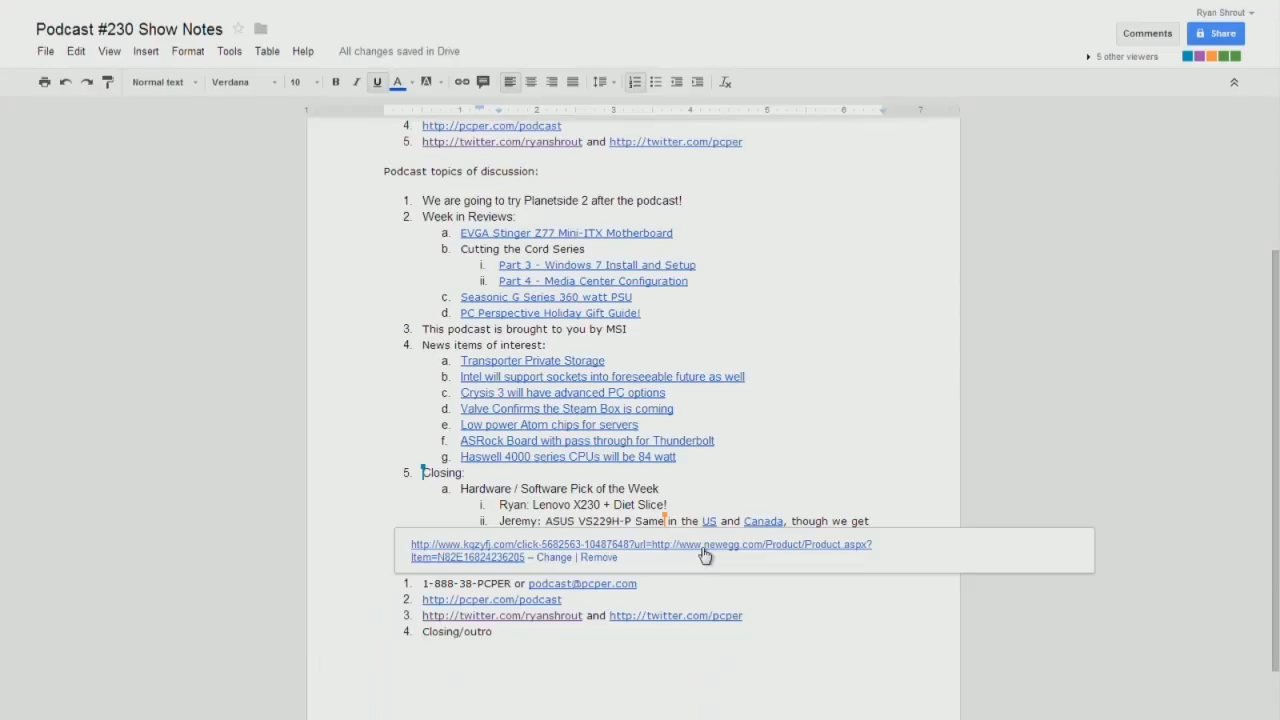 Ryan Shrout
Podcast #230 Show Notes
Comments
Share
File Edit View Insert Format Tools Table Help All changes saved in Drive
5 other viewers
Normal text Verdana 10 B I U A
1 1 2 3 4 5 6 7
4. http://pcper.com/podcast
5. http://twitter.com/ryanshrout and http://twitter.com/pcper
Podcast topics of discussion:
1. We are going to try Planetside 2 after the podcast!
2. Week in Reviews:
a. EVGA Stinger Z77 Mini-ITX Motherboard
b. Cutting the Cord Series
i. Part 3 - Windows 7 Install and Setup
ii. Part 4 - Media Center Configuration
c. Seasonic G Series 360 watt PSU
d. PC Perspective Holiday Gift Guide!
3. This podcast is brought to you by MSI
4. News items of interest:
a. Transporter Private Storage
b. Intel will support sockets into foreseeable future as well
c. Crysis 3 will have advanced PC options
d. Valve Confirms the Steam Box is coming
e. Low power Atom chips for servers
f. ASRock Board with pass through for Thunderbolt
g. Haswell 4000 series CPUs will be 84 watt
5. Closing:
a. Hardware / Software Pick of the Week
i. Ryan: Lenovo X230 + Diet Slice!
ii. Jeremy: ASUS VS229H-P Same in the US and Canada, though we get
http://www.kqzyfj.com/click-5682563-10487648?url=http://www.newegg.com/Product/Product.aspx?
Item=N82E16824236205 – Change | Remove
1. 1-888-38-PCPER or podcast@pcper.com
2. http://pcper.com/podcast
3. http://twitter.com/ryanshrout and http://twitter.com/pcper
4. Closing/outro